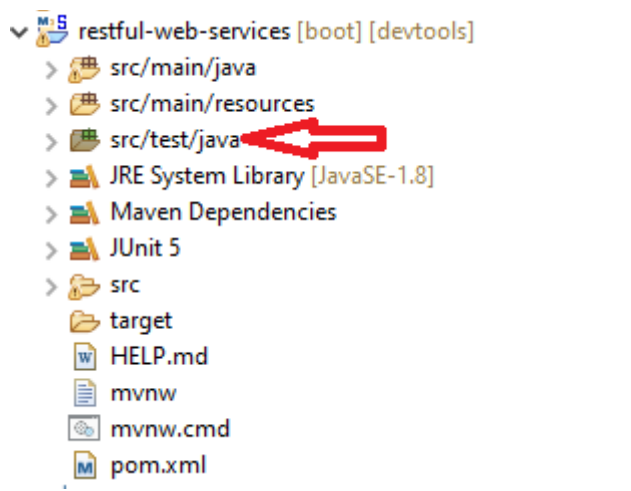 restful-web-services [boot] [devtools]
src/main/java
src/main/resources
src/test/java
JRE System Library [JavaSE-1.8]
Maven Dependencies
JUnit 5
src
target
HELP.md
mvnw
mvnw.cmd
pom.xml